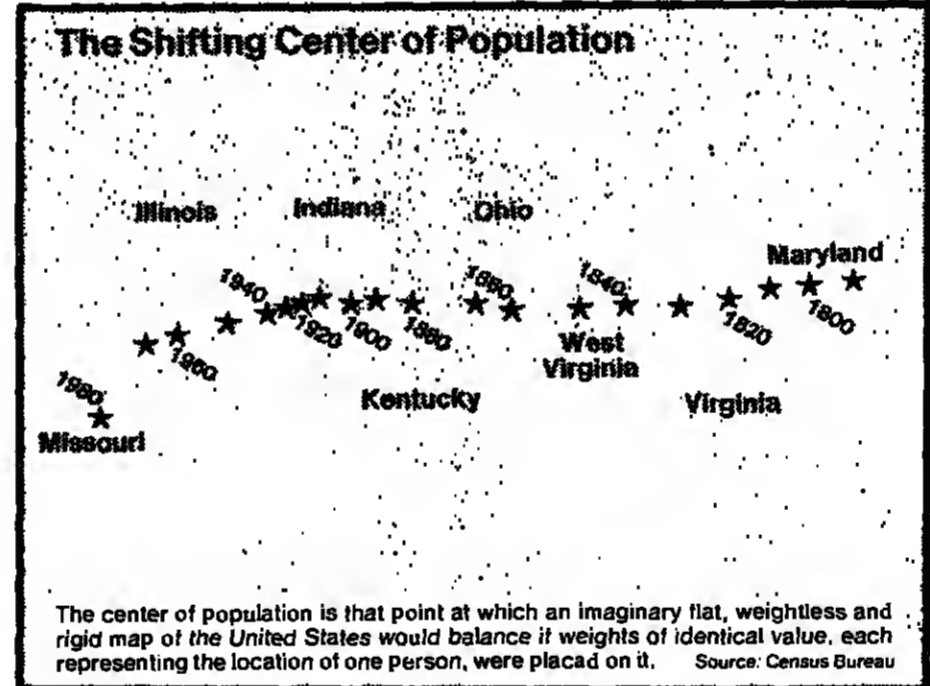 The Shifting Center of Population
Illinois Indiana Ohio
Maryland
1940 1850 1840
1920 1900 1880 1820 1800
1960
West
Virginia
1980
Kentucky Virginia
Missouri
The center of population is that point at which an imaginary flat, weightless and
rigid map of the United States would balance if weights of identical value, each
representing the location of one person, were placad on it. Source: Census Bureau